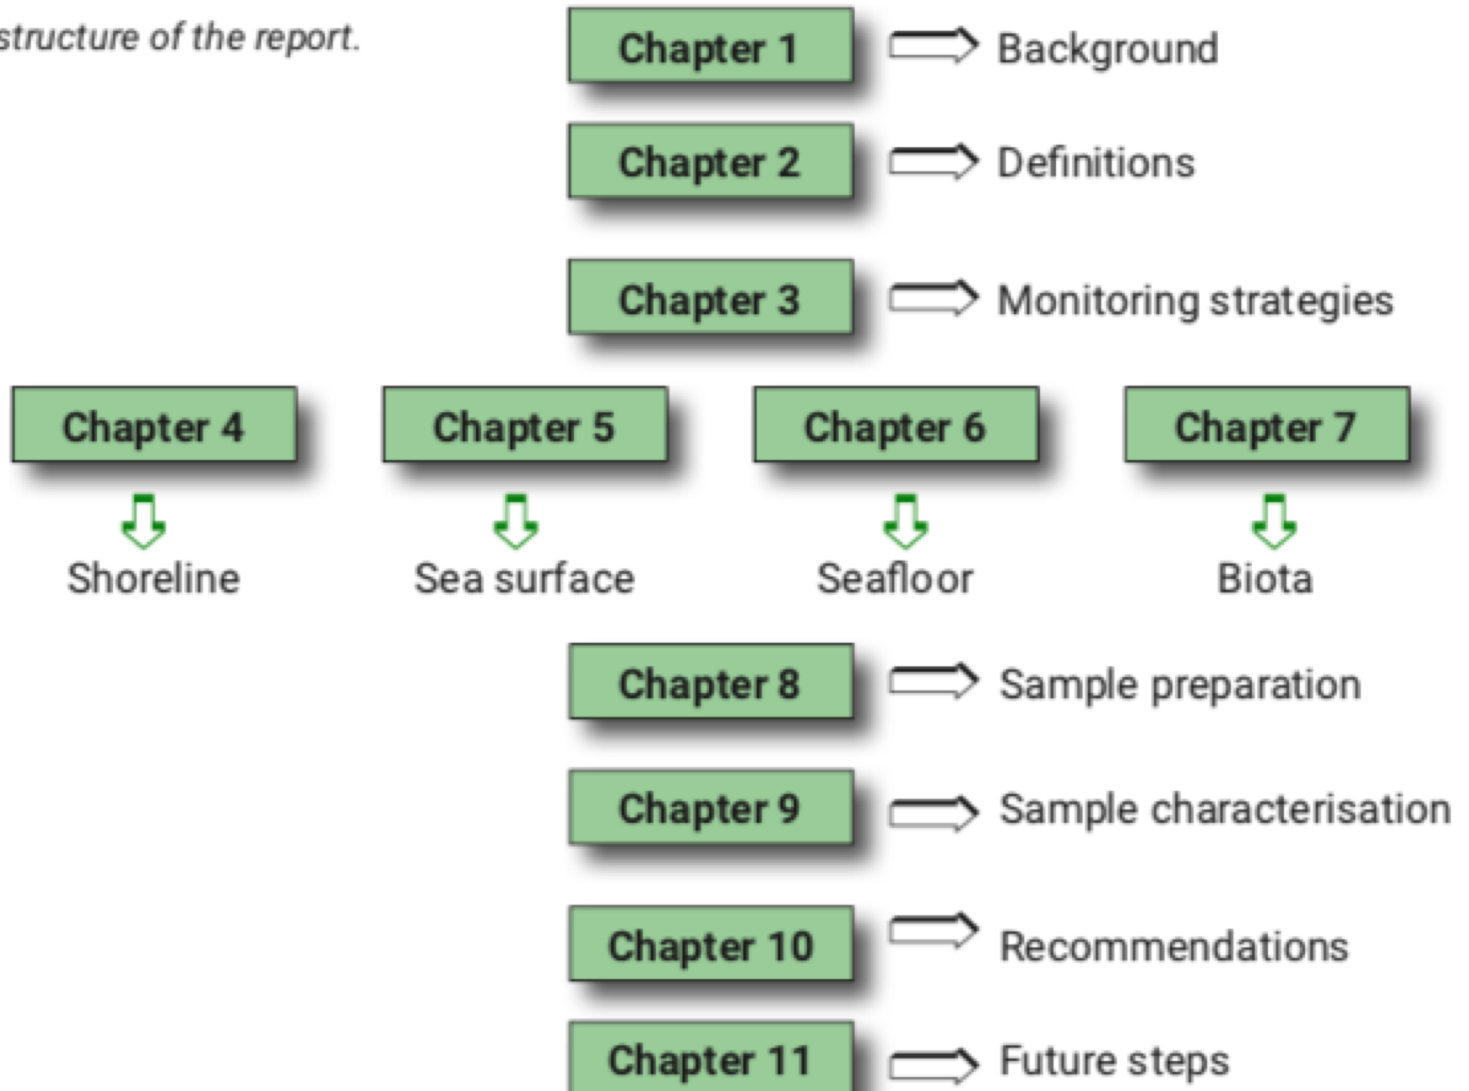 structure of the report.
Chapter 1 Background
Chapter 2 Definitions
Chapter 3 Monitoring strategies
Chapter 4 Chapter 5 Chapter 6 Chapter 7
Shoreline Sea surface Seafloor Biota
Chapter 8 Sample preparation
Chapter 9 Sample characterisation
Chapter 10 Recommendations
Chapter 11 Future steps